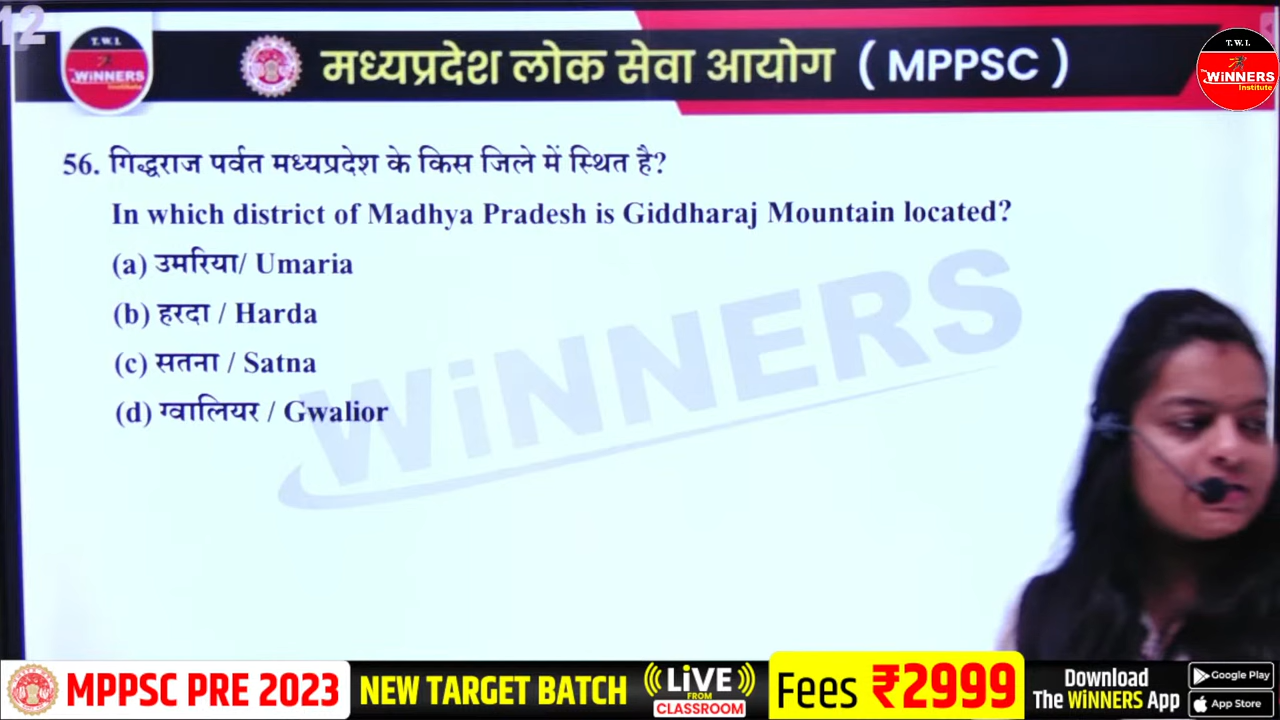 12
T.W.I.
WiNNERS
Institute
मध्यप्रदेश लोक सेवा आयोग ( MPPSC )
T.W.I.
WiNNERS
Institute
56. गिद्धराज पर्वत मध्यप्रदेश के किस जिले में स्थित है?
In which district of Madhya Pradesh is Giddharaj Mountain located?
(a) उमरिया/ Umaria
(b) हरदा / Harda
(c) सतना / Satna
(d) ग्वालियर / Gwalior
WiNNERS
MPPSC PRE 2023
NEW TARGET BATCH
LiVE
FROM
CLASSROOM
Fees ₹2999
Download
The WiNNERS App
Google Play
App Store